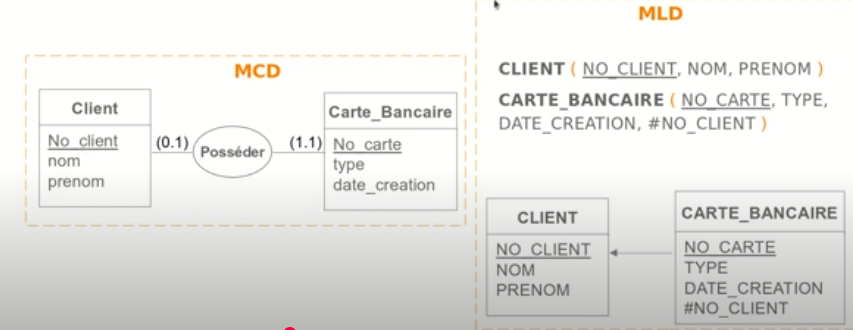 MCD
Client
No_client
nom
prenom
(0.1)
Posséder
(1.1)
Carte_Bancaire
No_carte
type
date_creation
MLD
CLIENT ( NO_CLIENT, NOM, PRENOM )
CARTE_BANCAIRE ( NO_CARTE, TYPE,
DATE_CREATION, #NO_CLIENT )
CLIENT
NO_CLIENT
NOM
PRENOM
CARTE_BANCAIRE
NO_CARTE
TYPE
DATE_CREATION
#NO_CLIENT